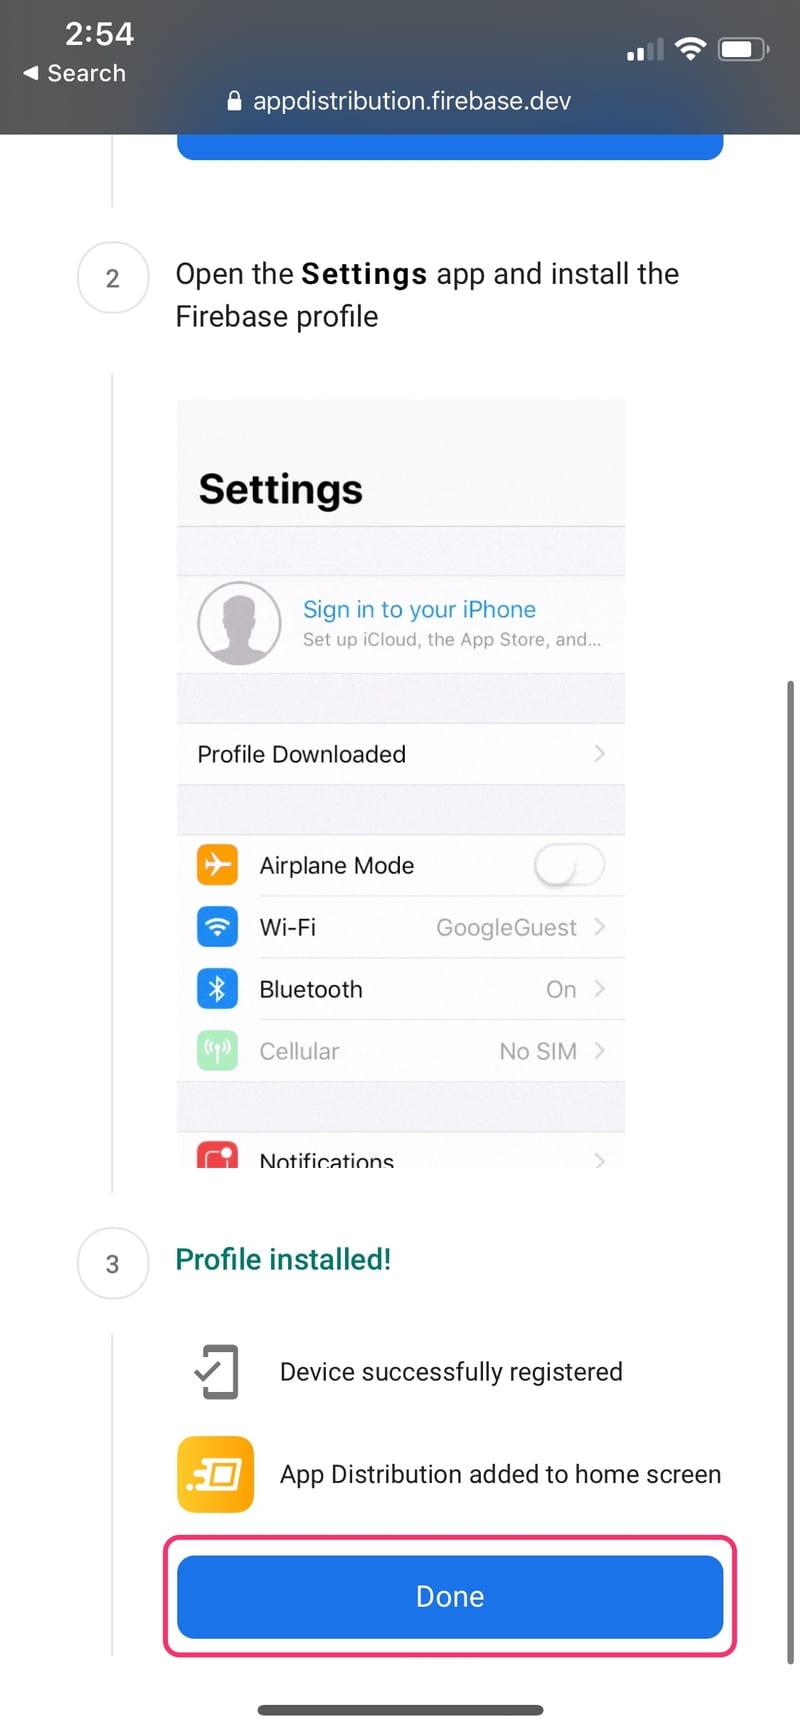 2:54
◀ Search
appdistribution.firebase.dev
2
Open the Settings app and install the
Firebase profile
Settings
Sign in to your iPhone
Set up iCloud, the App Store, and...
Profile Downloaded
Airplane Mode
Wi-Fi GoogleGuest
Bluetooth On
Cellular No SIM
Notifications
3
Profile installed!
Device successfully registered
App Distribution added to home screen
Done